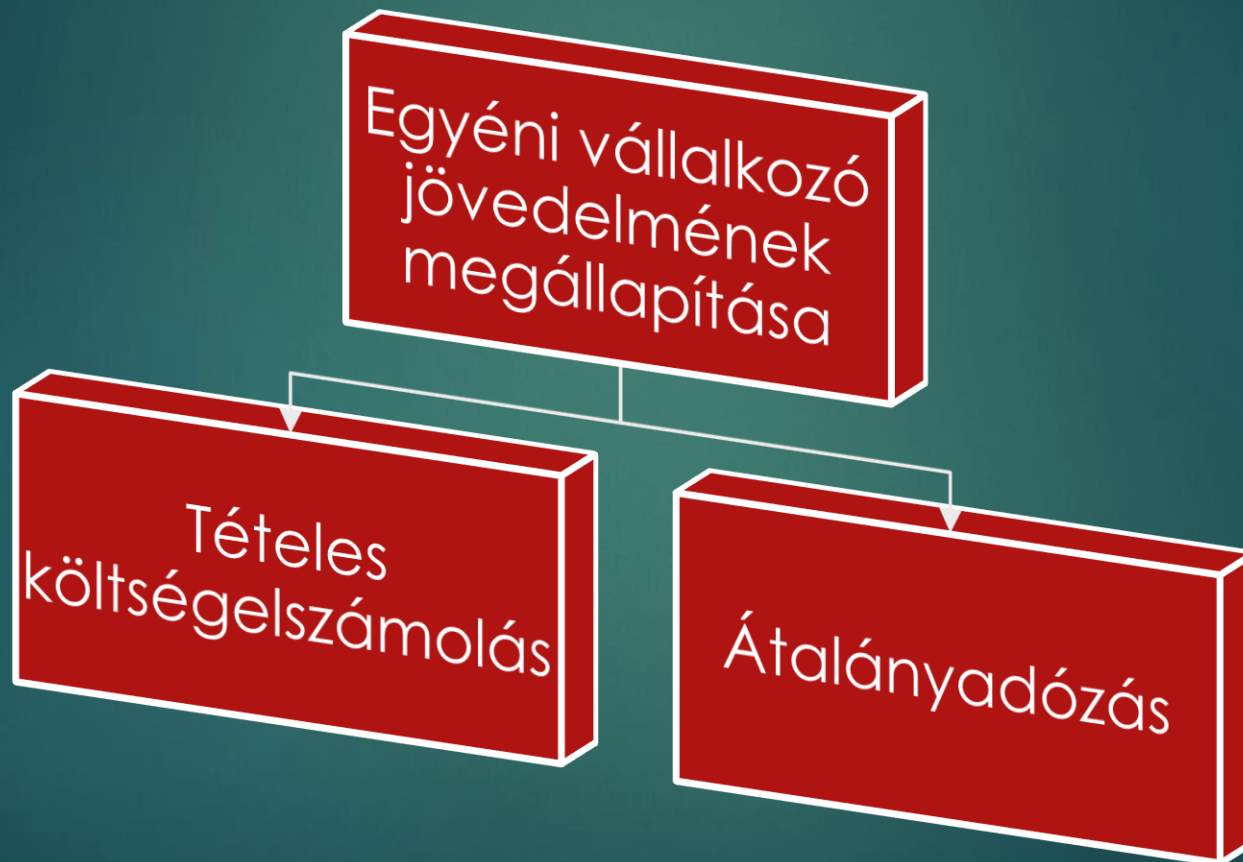 Egyéni vállalkozó
jövedelmének
megállapítása
Tételes
költségelszámolás
Átalányadózás